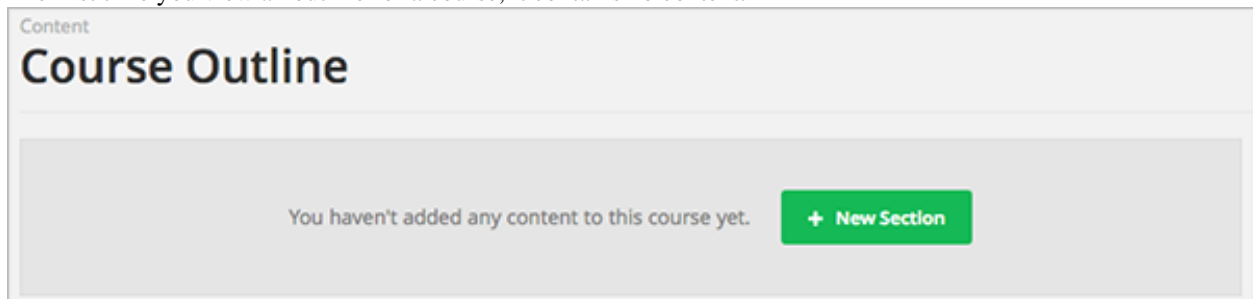 Content
Course Outline
You haven't added any content to this course yet.
+ New Section